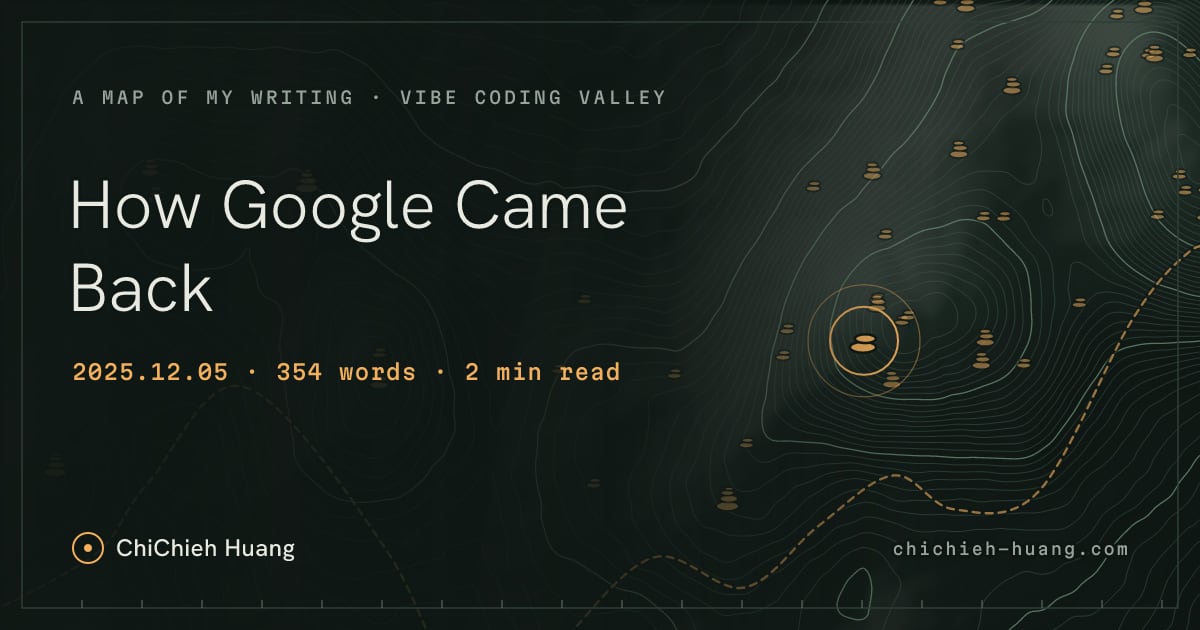 A MAP OF MY WRITING · VIBE CODING VALLEY
How Google Came
Back
2025.12.05 · 354 words · 2 min read
ChiChieh Huang
chichieh-huang.com